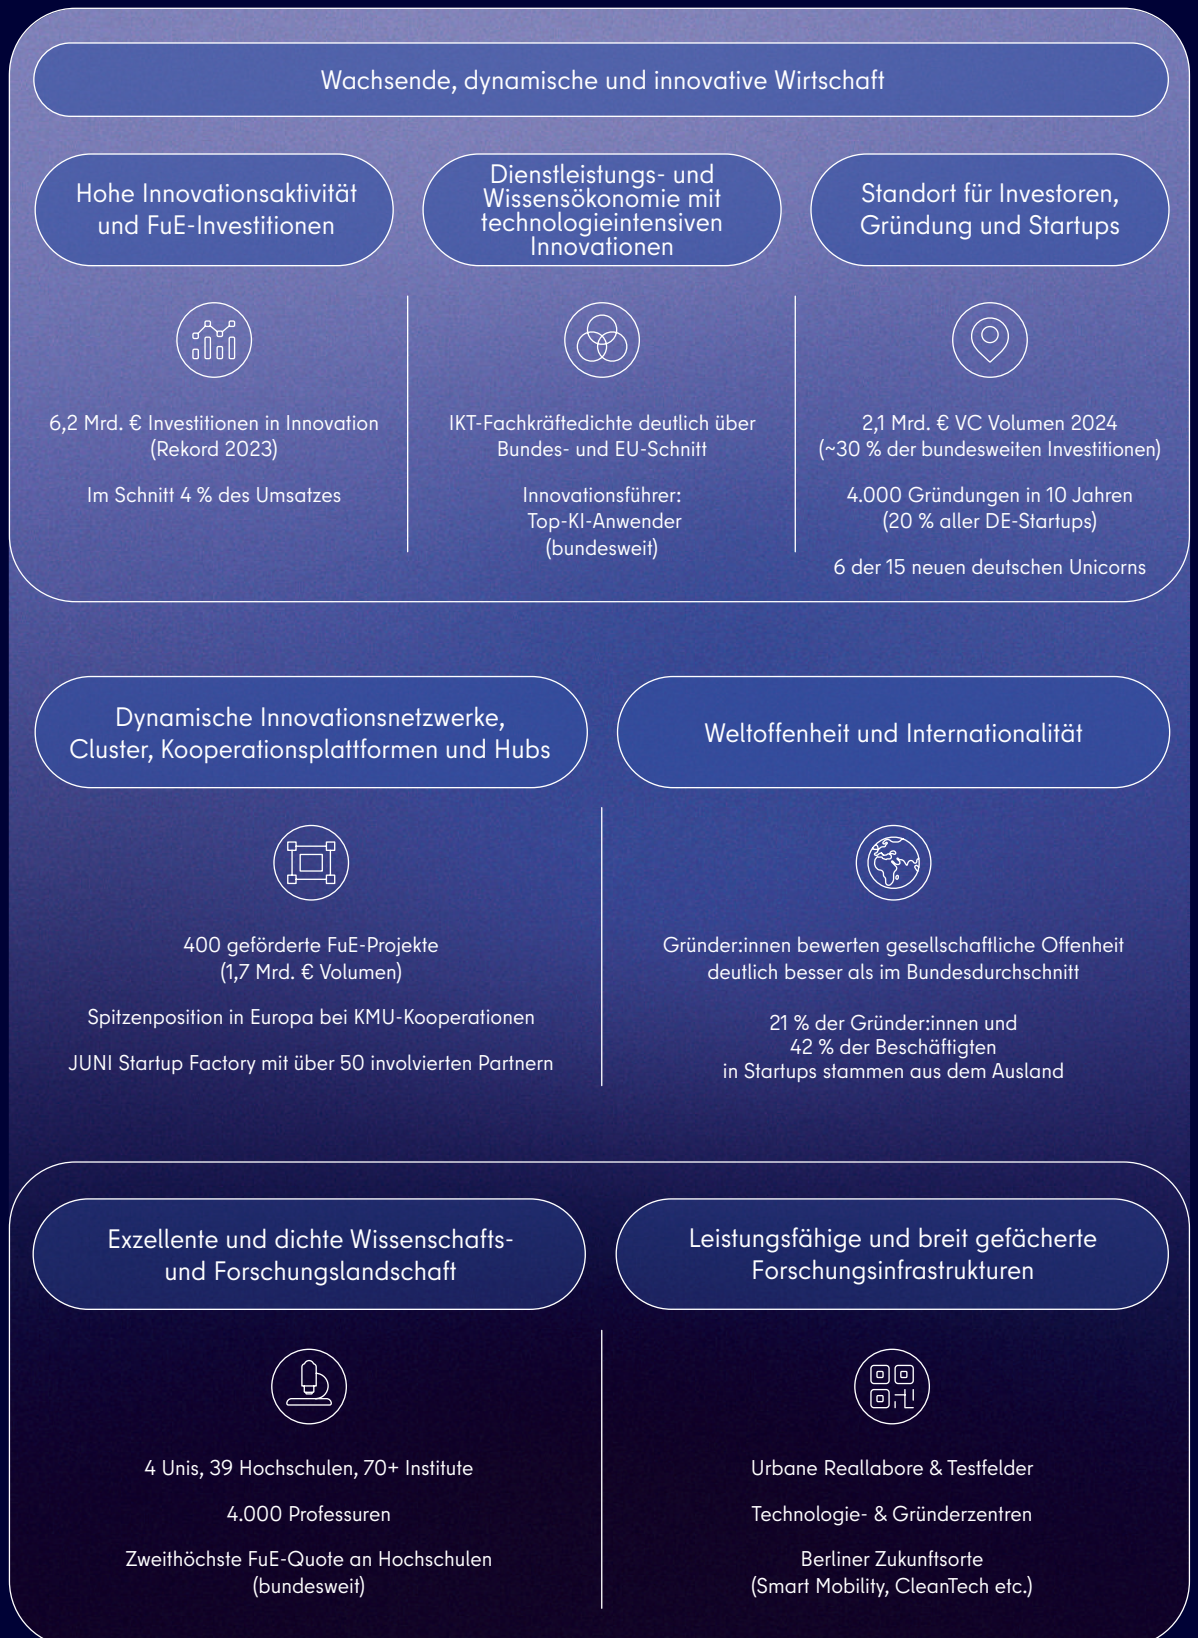 Wachsende, dynamische und innovative Wirtschaft
Hohe Innovationsaktivität
und FuE-Investitionen
6,2 Mrd. € Investitionen in Innovation
(Rekord 2023)
Im Schnitt 4 % des Umsatzes
Dienstleistungs- und
Wissensökonomie mit
technologieintensiven
Innovationen
IKT-Fachkräftedichte deutlich über
Bundes- und EU-Schnitt
Innovationsführer:
Top-KI-Anwender
(bundesweit)
Standort für Investoren,
Gründung und Startups
2,1 Mrd. € VC Volumen 2024
(~30 % der bundesweiten Investitionen)
4.000 Gründungen in 10 Jahren
(20 % aller DE-Startups)
6 der 15 neuen deutschen Unicorns
Dynamische Innovationsnetzwerke,
Cluster, Kooperationsplattformen und Hubs
400 geförderte FuE-Projekte
(1,7 Mrd. € Volumen)
Spitzenposition in Europa bei KMU-Kooperationen
JUNI Startup Factory mit über 50 involvierten Partnern
Weltoffenheit und Internationalität
Gründer:innen bewerten gesellschaftliche Offenheit
deutlich besser als im Bundesdurchschnitt
21 % der Gründer:innen und
42 % der Beschäftigten
in Startups stammen aus dem Ausland
Exzellente und dichte Wissenschafts-
und Forschungslandschaft
4 Unis, 39 Hochschulen, 70+ Institute
4.000 Professuren
Zweithöchste FuE-Quote an Hochschulen
(bundesweit)
Leistungsfähige und breit gefächerte
Forschungsinfrastrukturen
Urbane Reallabore & Testfelder
Technologie- & Gründerzentren
Berliner Zukunftsorte
(Smart Mobility, CleanTech etc.)